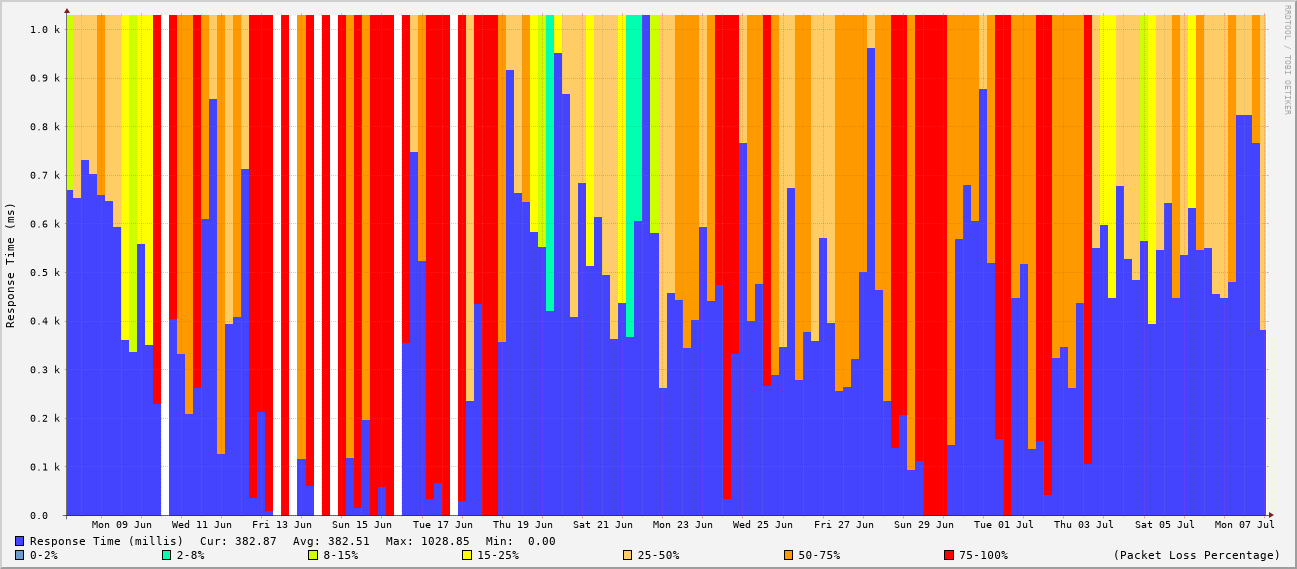 RRDTOOL / TOBI OETIKER
Response Time (ms)
1.0 k
0.9 k
0.8 k
0.7 k
0.6 k
0.5 k
0.4 k
0.3 k
0.2 k
0.1 k
0.0
Mon 09 Jun Wed 11 Jun Fri 13 Jun Sun 15 Jun Tue 17 Jun Thu 19 Jun Sat 21 Jun Mon 23 Jun Wed 25 Jun Fri 27 Jun Sun 29 Jun Tue 01 Jul Thu 03 Jul Sat 05 Jul Mon 07 Jul
Response Time (millis) Cur: 382.87 Avg: 382.51 Max: 1028.85 Min: 0.00
0-2% 2-8% 8-15% 15-25% 25-50% 50-75% 75-100% (Packet Loss Percentage)